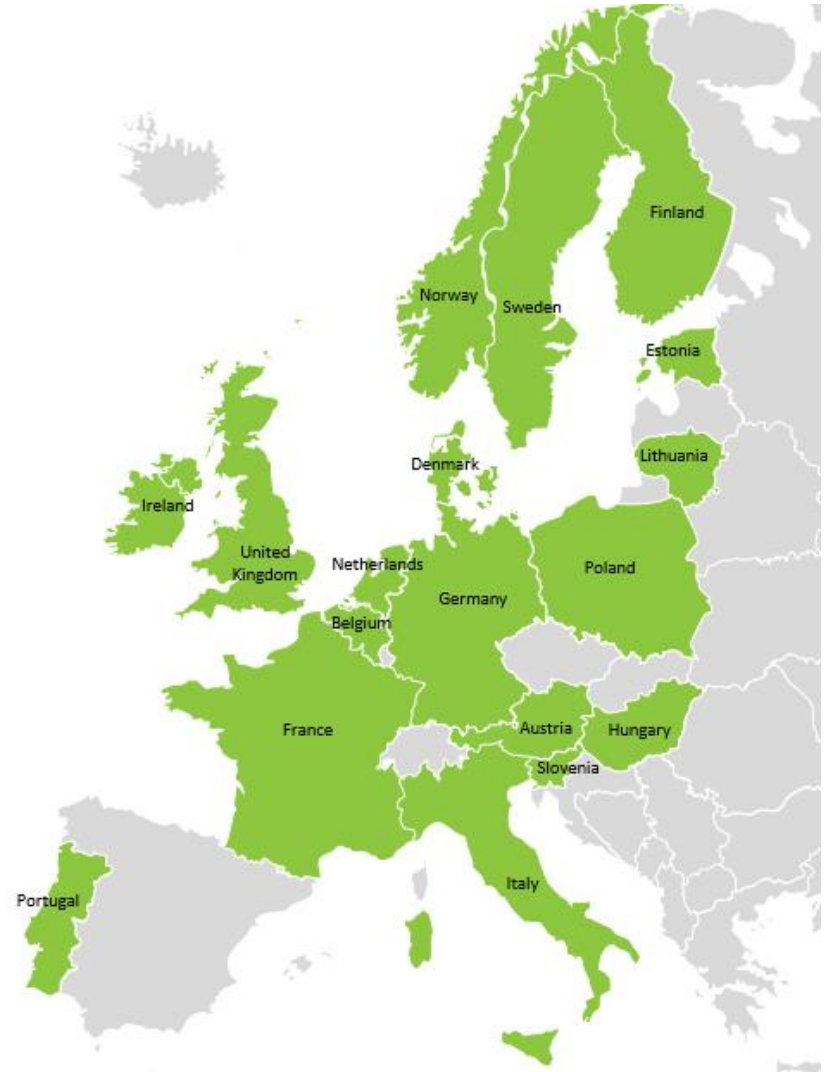 Finland
Norway
Sweden
Estonia
Lithuania
Denmark
Ireland
United
Kingdom
Netherlands
Poland
Germany
Belgium
France
Austria
Hungary
Slovenia
Italy
Portugal